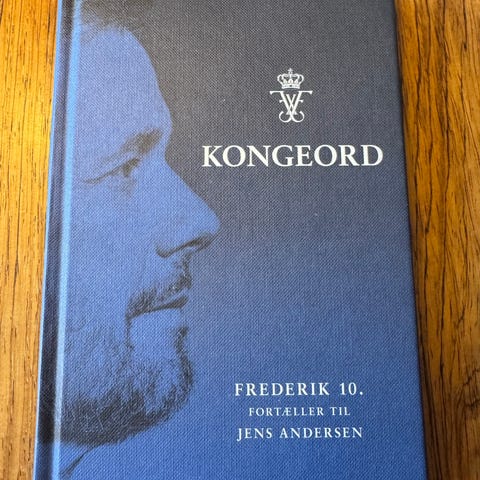 KONGEORD
FREDERIK 10.
FORTÆLLER TIL
JENS ANDERSEN